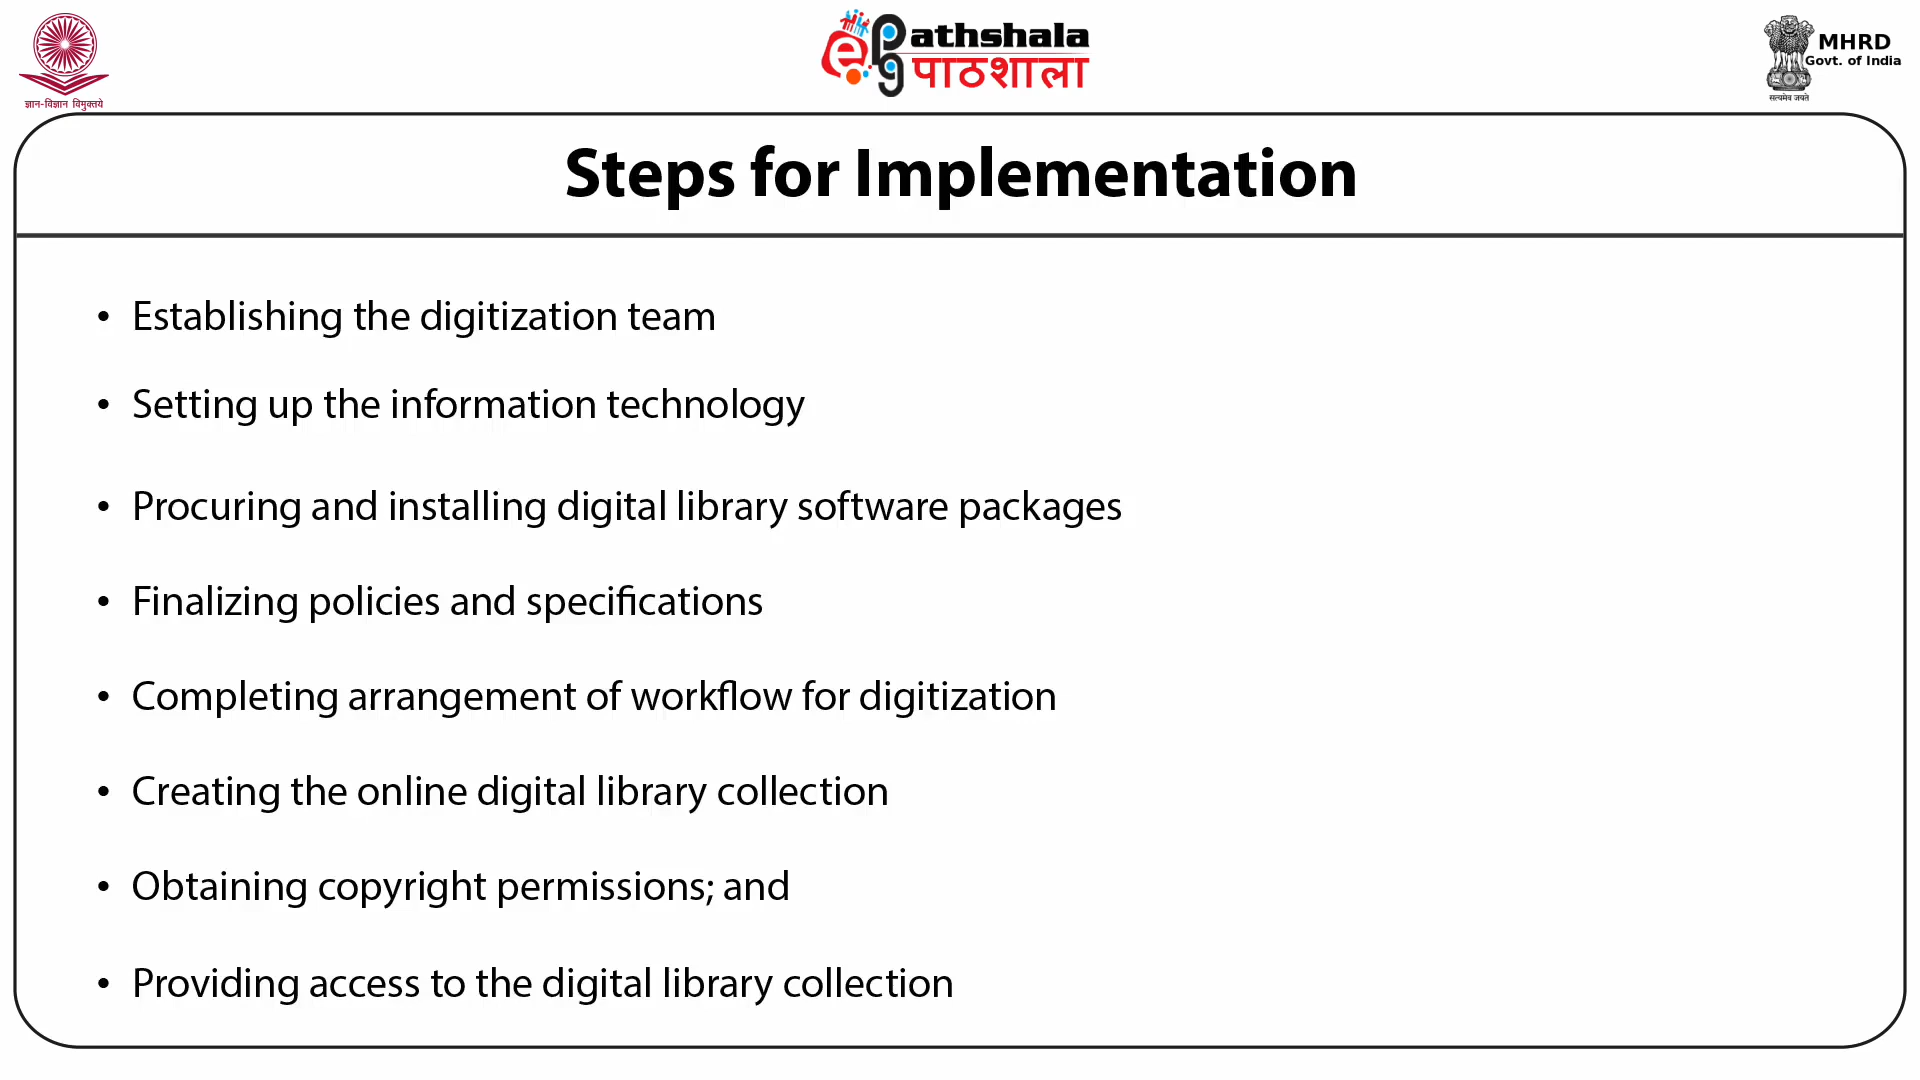 ज्ञान-विज्ञान विमुक्तये
epg
Pathshala
पाठशाला
MHRD
Govt. of India
सत्यमेव जयते
Steps for Implementation
• Establishing the digitization team
• Setting up the information technology
• Procuring and installing digital library software packages
• Finalizing policies and specifications
• Completing arrangement of workflow for digitization
• Creating the online digital library collection
• Obtaining copyright permissions; and
• Providing access to the digital library collection